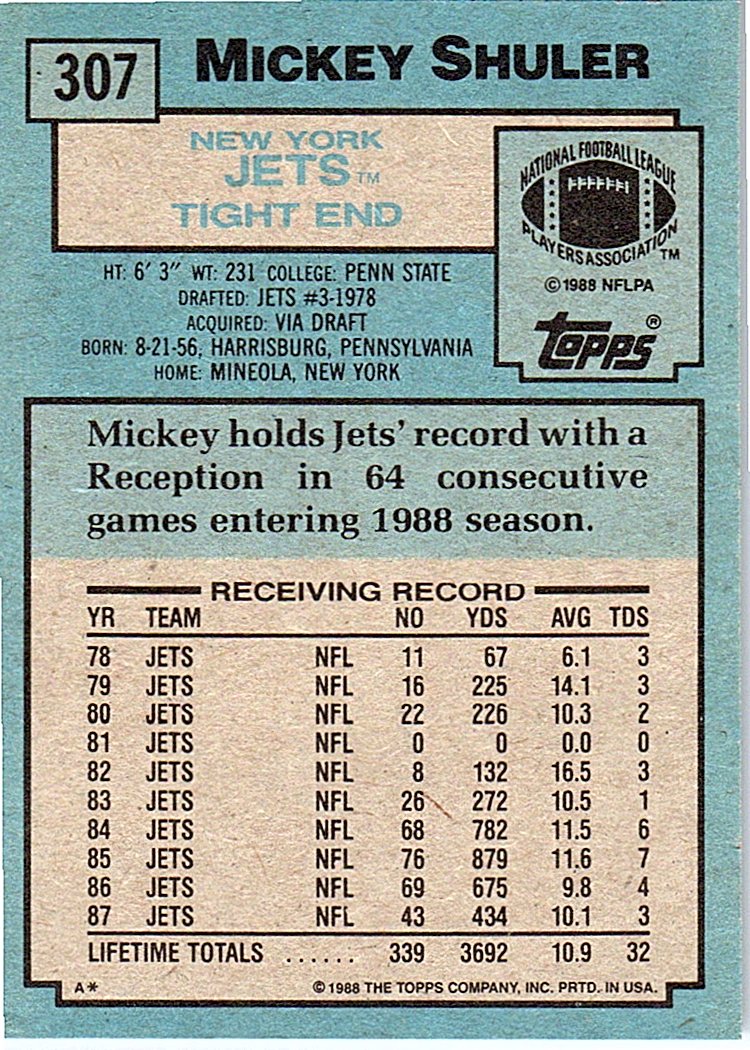 307 MICKEY SHULER
NEW YORK
JETS TM
TIGHT END
NATIONAL FOOTBALL LEAGUE
PLAYERS ASSOCIATION TM
© 1988 NFLPA
Topps ®
HT: 6' 3" WT: 231 COLLEGE: PENN STATE
DRAFTED: JETS #3-1978
ACQUIRED: VIA DRAFT
BORN: 8-21-56, HARRISBURG, PENNSYLVANIA
HOME: MINEOLA, NEW YORK
Mickey holds Jets' record with a
Reception in 64 consecutive
games entering 1988 season.
RECEIVING RECORD
YR TEAM NO YDS AVG TDS
78 JETS NFL 11 67 6.1 3
79 JETS NFL 16 225 14.1 3
80 JETS NFL 22 226 10.3 2
81 JETS NFL 0 0 0.0 0
82 JETS NFL 8 132 16.5 3
83 JETS NFL 26 272 10.5 1
84 JETS NFL 68 782 11.5 6
85 JETS NFL 76 879 11.6 7
86 JETS NFL 69 675 9.8 4
87 JETS NFL 43 434 10.1 3
LIFETIME TOTALS ...... 339 3692 10.9 32
A* © 1988 THE TOPPS COMPANY, INC. PRTD. IN USA.